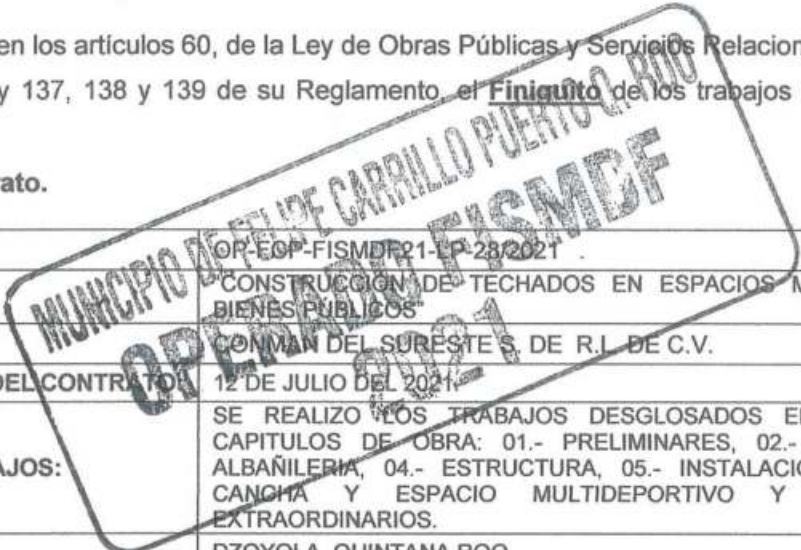 en los artículos 60, de la Ley de Obras Públicas y Servicios Relacion
y 137, 138 y 139 de su Reglamento, el Finiquito de los trabajos
ato.
MUNICIPIO DE FELIPE CARRILLO PUERTO Q. ROO
OPERADO FISMDF
2021
OP-EOP-FISMDF21-LP-28/2021
"CONSTRUCCIÓN DE TECHADOS EN ESPACIOS M
BIENES PÚBLICOS"
CONMAN DEL SURESTE S. DE R.L. DE C.V.
DEL CONTRATO: 12 DE JULIO DEL 2021.
SE REALIZO LOS TRABAJOS DESGLOSADOS E
CAPITULOS DE OBRA: 01.- PRELIMINARES, 02.-
AJOS: ALBAÑILERIA, 04.- ESTRUCTURA, 05.- INSTALACIO
CANCHA Y ESPACIO MULTIDEPORTIVO Y
EXTRAORDINARIOS.
DZOYOLA, QUINTANA ROO